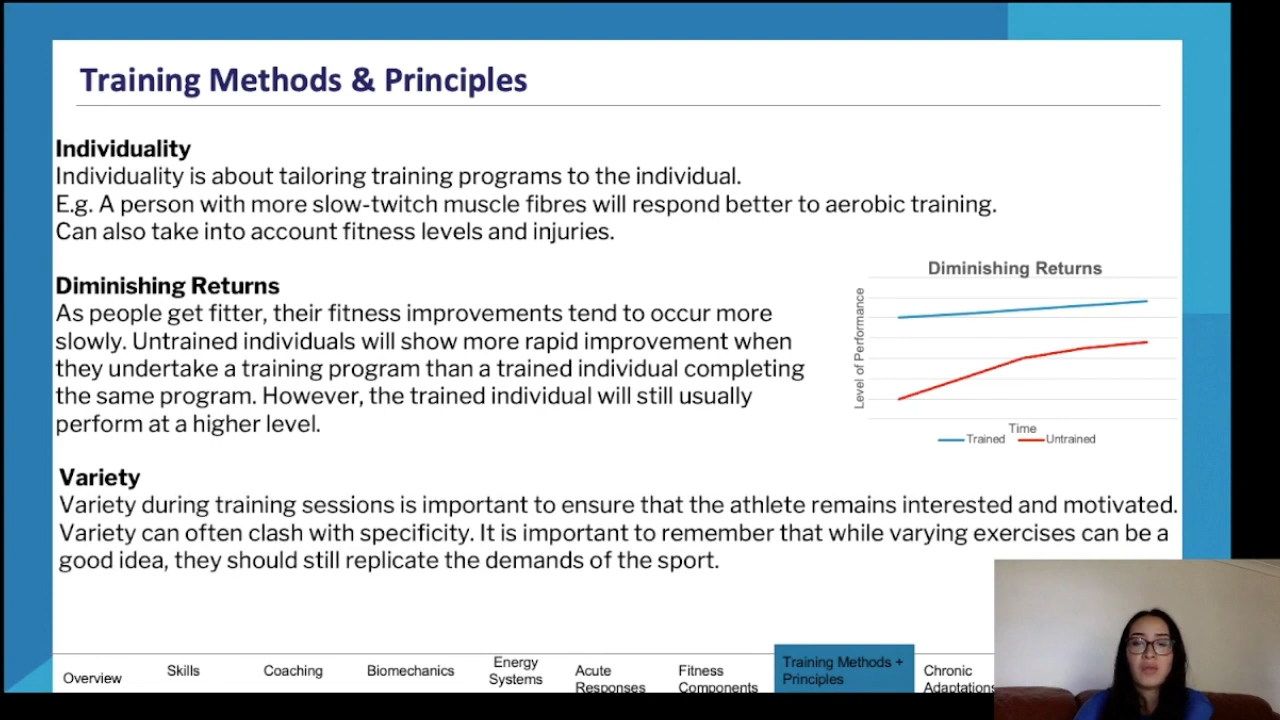 Training Methods & Principles
Individuality
Individuality is about tailoring training programs to the individual.
E.g. A person with more slow-twitch muscle fibres will respond better to aerobic training.
Can also take into account fitness levels and injuries.
Diminishing Returns
As people get fitter, their fitness improvements tend to occur more
slowly. Untrained individuals will show more rapid improvement when
they undertake a training program than a trained individual completing
the same program. However, the trained individual will still usually
perform at a higher level.
Diminishing Returns
Level of Performance
Time
Trained
Untrained
Variety
Variety during training sessions is important to ensure that the athlete remains interested and motivated.
Variety can often clash with specificity. It is important to remember that while varying exercises can be a
good idea, they should still replicate the demands of the sport.
Overview
Skills
Coaching
Biomechanics
Energy
Systems
Acute
Responses
Fitness
Components
Training Methods +
Principles
Chronic
Adaptations